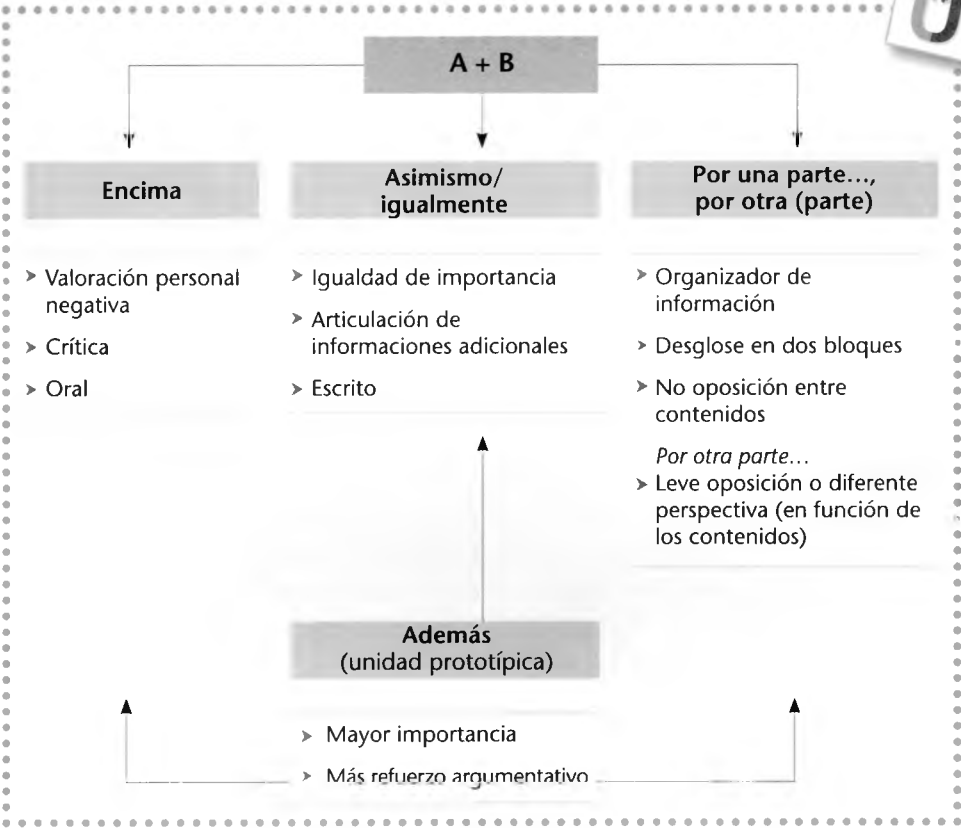 A + B
Encima
Asimismo/
igualmente
Por una parte...,
por otra (parte)
➤ Valoración personal
negativa
➤ Crítica
➤ Oral
➤ Igualdad de importancia
➤ Articulación de
informaciones adicionales
➤ Escrito
➤ Organizador de
información
➤ Desglose en dos bloques
➤ No oposición entre
contenidos
Por otra parte...
➤ Leve oposición o diferente
perspectiva (en función de
los contenidos)
Además
(unidad prototípica)
➤ Mayor importancia
➤ Más refuerzo argumentativo